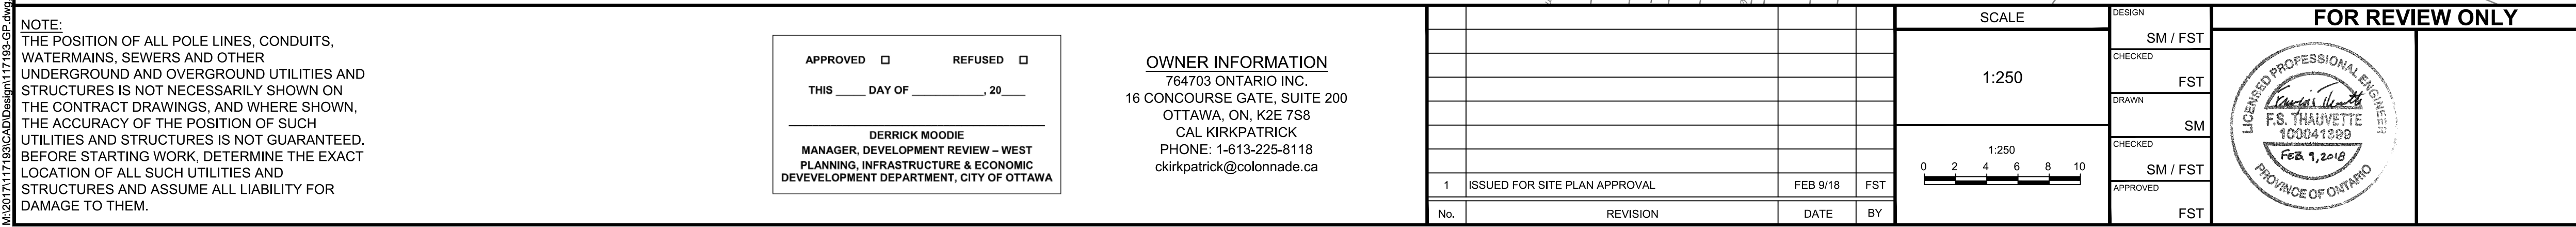 M:\2017\117193\CAD\Design\117193-GP.dwg,
NOTE:
THE POSITION OF ALL POLE LINES, CONDUITS,
WATERMAINS, SEWERS AND OTHER
UNDERGROUND AND OVERGROUND UTILITIES AND
STRUCTURES IS NOT NECESSARILY SHOWN ON
THE CONTRACT DRAWINGS, AND WHERE SHOWN,
THE ACCURACY OF THE POSITION OF SUCH
UTILITIES AND STRUCTURES IS NOT GUARANTEED.
BEFORE STARTING WORK, DETERMINE THE EXACT
LOCATION OF ALL SUCH UTILITIES AND
STRUCTURES AND ASSUME ALL LIABILITY FOR
DAMAGE TO THEM.
APPROVED ☐ REFUSED ☐
THIS _____ DAY OF ____________, 20____
DERRICK MOODIE
MANAGER, DEVELOPMENT REVIEW – WEST
PLANNING, INFRASTRUCTURE & ECONOMIC
DEVEVELOPMENT DEPARTMENT, CITY OF OTTAWA
OWNER INFORMATION
764703 ONTARIO INC.
16 CONCOURSE GATE, SUITE 200
OTTAWA, ON, K2E 7S8
CAL KIRKPATRICK
PHONE: 1-613-225-8118
ckirkpatrick@colonnade.ca
1 ISSUED FOR SITE PLAN APPROVAL FEB 9/18 FST
No. REVISION DATE BY
SCALE
1:250
1:250
0 2 4 6 8 10
DESIGN
SM / FST
CHECKED
FST
DRAWN
SM
CHECKED
SM / FST
APPROVED
FST
FOR REVIEW ONLY
LICENSED PROFESSIONAL ENGINEER
F.S. THAUVETTE
100041399
FEB. 9, 2018
PROVINCE OF ONTARIO